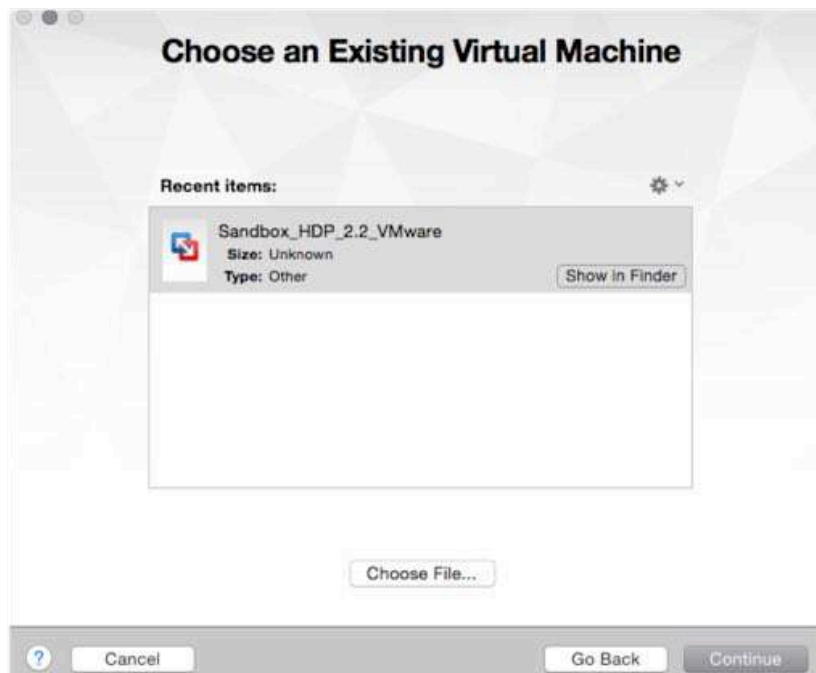 Choose an Existing Virtual Machine
Recent items:
Sandbox_HDP_2.2_VMware
Size: Unknown
Type: Other
Show in Finder
Choose File...
?
Cancel
Go Back
Continue